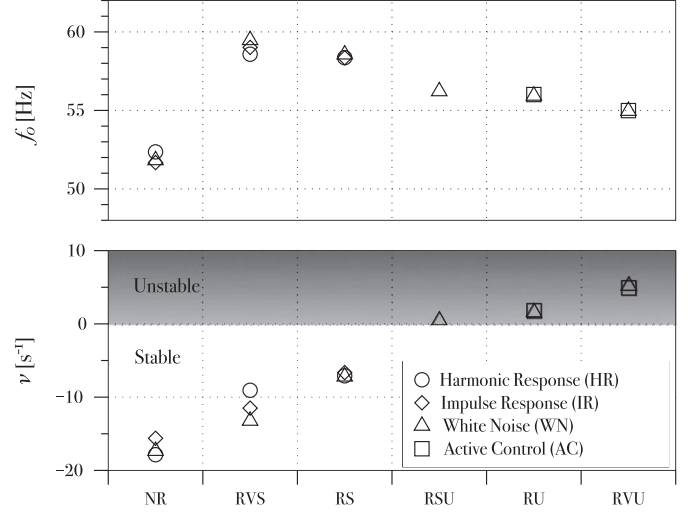 60
55
50
fo [Hz]
10
0
−10
−20
ν [s⁻¹]
Unstable
Stable
Harmonic Response (HR)
Impulse Response (IR)
White Noise (WN)
Active Control (AC)
NR RVS RS RSU RU RVU